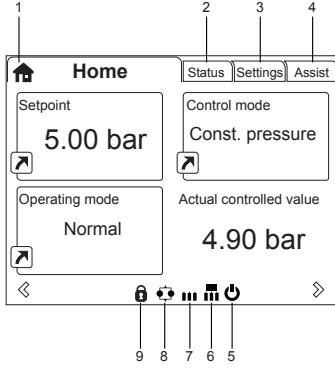 1 2 3 4
Home Status Settings Assist
Setpoint
5.00 bar
Control mode
Const. pressure
Operating mode
Normal
Actual controlled value
4.90 bar
9 8 7 6 5